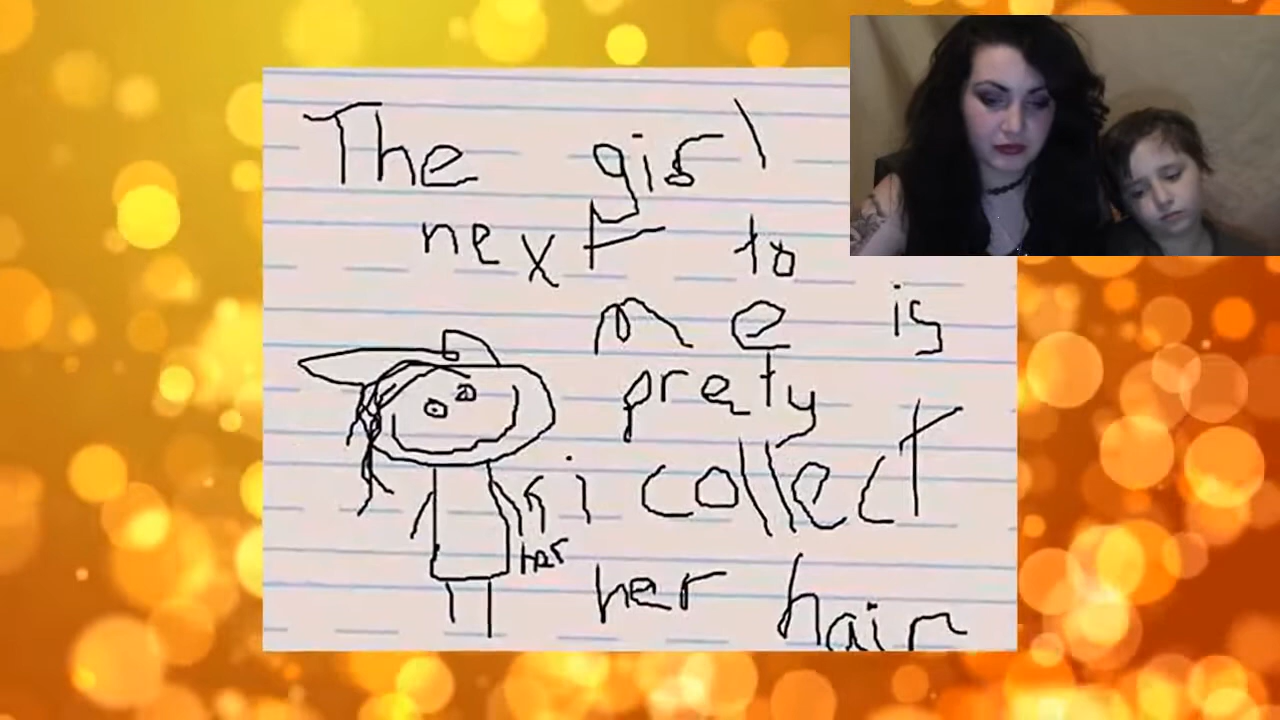 The girl
next to
me is
prety
i collect
her
her hair